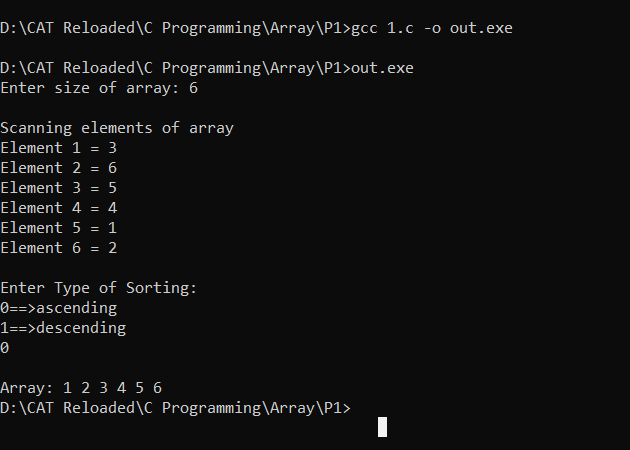 D:\CAT Reloaded\C Programming\Array\P1>gcc 1.c -o out.exe
D:\CAT Reloaded\C Programming\Array\P1>out.exe
Enter size of array: 6
Scanning elements of array
Element 1 = 3
Element 2 = 6
Element 3 = 5
Element 4 = 4
Element 5 = 1
Element 6 = 2
Enter Type of Sorting:
0==>ascending
1==>descending
0
Array: 1 2 3 4 5 6
D:\CAT Reloaded\C Programming\Array\P1>